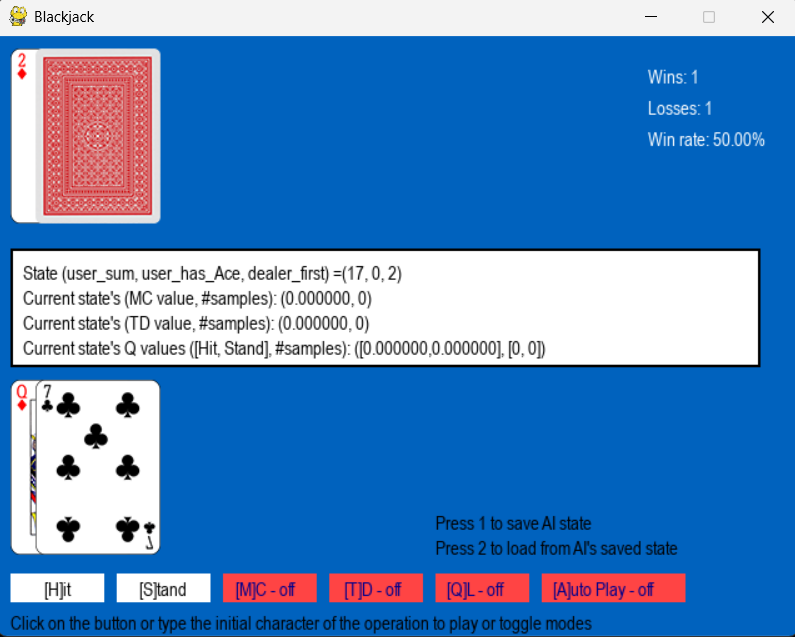 Blackjack
2
Wins: 1
Losses: 1
Win rate: 50.00%
State (user_sum, user_has_Ace, dealer_first) =(17, 0, 2)
Current state's (MC value, #samples): (0.000000, 0)
Current state's (TD value, #samples): (0.000000, 0)
Current state's Q values ([Hit, Stand], #samples): ([0.000000,0.000000], [0, 0])
Q 7
7
Press 1 to save AI state
Press 2 to load from AI's saved state
[H]it [S]tand [M]C - off [T]D - off [Q]L - off [A]uto Play - off
Click on the button or type the initial character of the operation to play or toggle modes